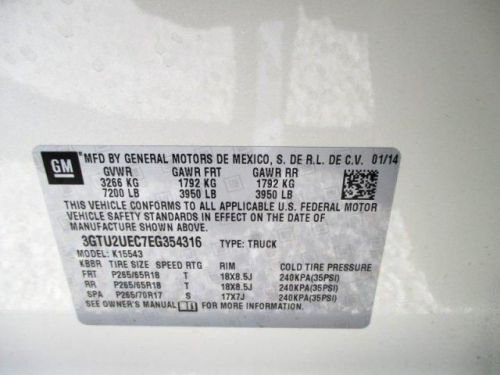 GM
MFD BY GENERAL MOTORS DE MEXICO, S. DE R.L. DE C.V. 01/14
GVWR GAWR FRT GAWR RR
3266 KG 1792 KG 1792 KG
7200 LB 3950 LB 3950 LB
THIS VEHICLE CONFORMS TO ALL APPLICABLE U.S. FEDERAL MOTOR
VEHICLE SAFETY STANDARDS IN EFFECT ON THE DATE OF
MANUFACTURE SHOWN ABOVE.
3GTU2UEC7EG354316 TYPE: TRUCK
MODEL: K15543
KBBR TIRE SIZE SPEED RTG RIM COLD TIRE PRESSURE
FRT P265/65R18 T 18X8.5J 240KPA(35PSI)
RR P265/65R18 T 18X8.5J 240KPA(35PSI)
SPA P265/70R17 S 17X7J 240KPA(35PSI)
SEE OWNER'S MANUAL FOR MORE INFORMATION